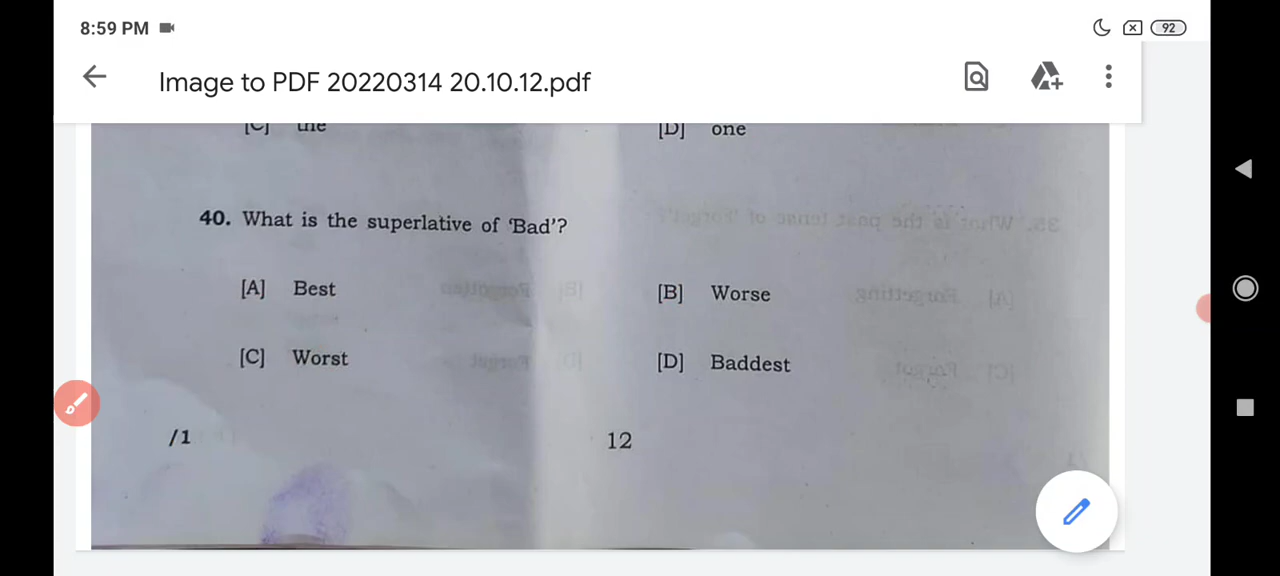 8:59 PM
92
Image to PDF 20220314 20.10.12.pdf
[C] the [D] one
40. What is the superlative of ‘Bad’?
[A] Best [B] Worse
[C] Worst [D] Baddest
/1 12